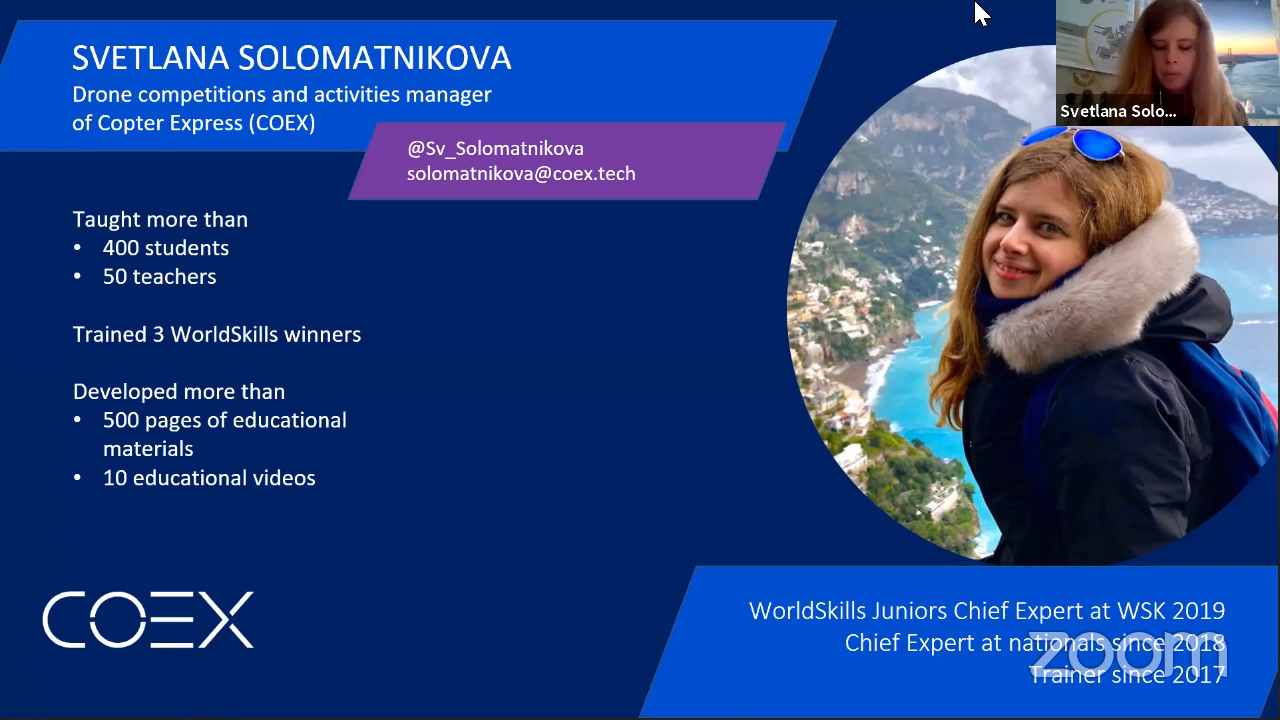 SVETLANA SOLOMATNIKOVA
Drone competitions and activities manager
of Copter Express (COEX)
@Sv_Solomatnikova
solomatnikova@coex.tech
Svetlana Solo...
Taught more than
• 400 students
• 50 teachers
Trained 3 WorldSkills winners
Developed more than
• 500 pages of educational
materials
• 10 educational videos
COEX
WorldSkills Juniors Chief Expert at WSK 2019
Chief Expert at nationals since 2018
Trainer since 2017
zoom